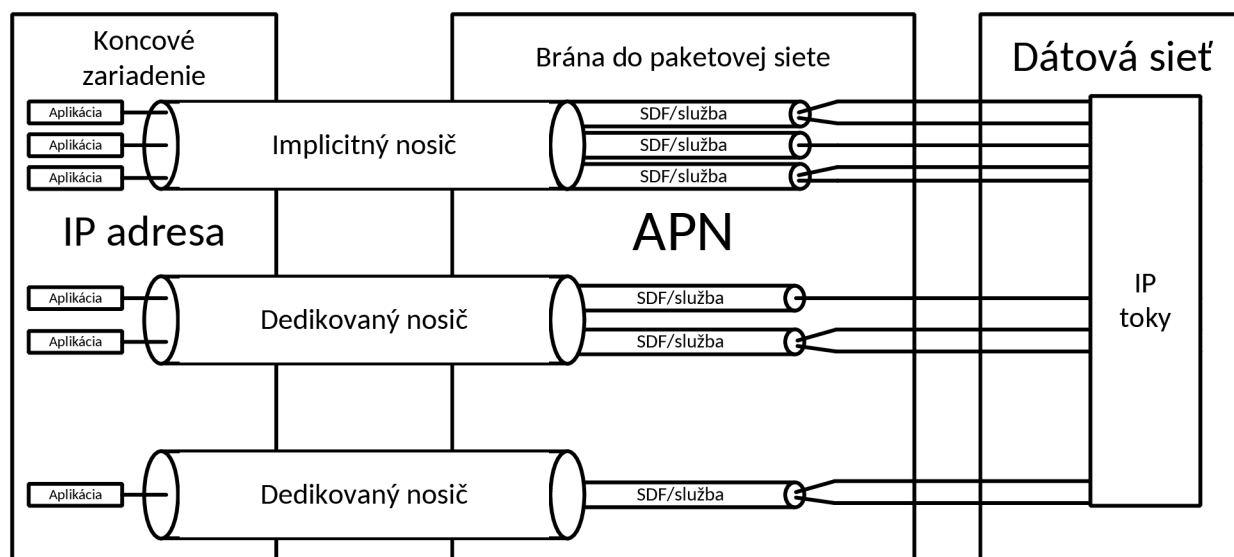 Koncové
zariadenie
Brána do paketovej siete
Dátová sieť
Aplikácia
Aplikácia
Aplikácia
Implicitný nosič
SDF/služba
SDF/služba
SDF/služba
IP adresa
APN
Aplikácia
Aplikácia
Dedikovaný nosič
SDF/služba
SDF/služba
IP
toky
Aplikácia
Dedikovaný nosič
SDF/služba